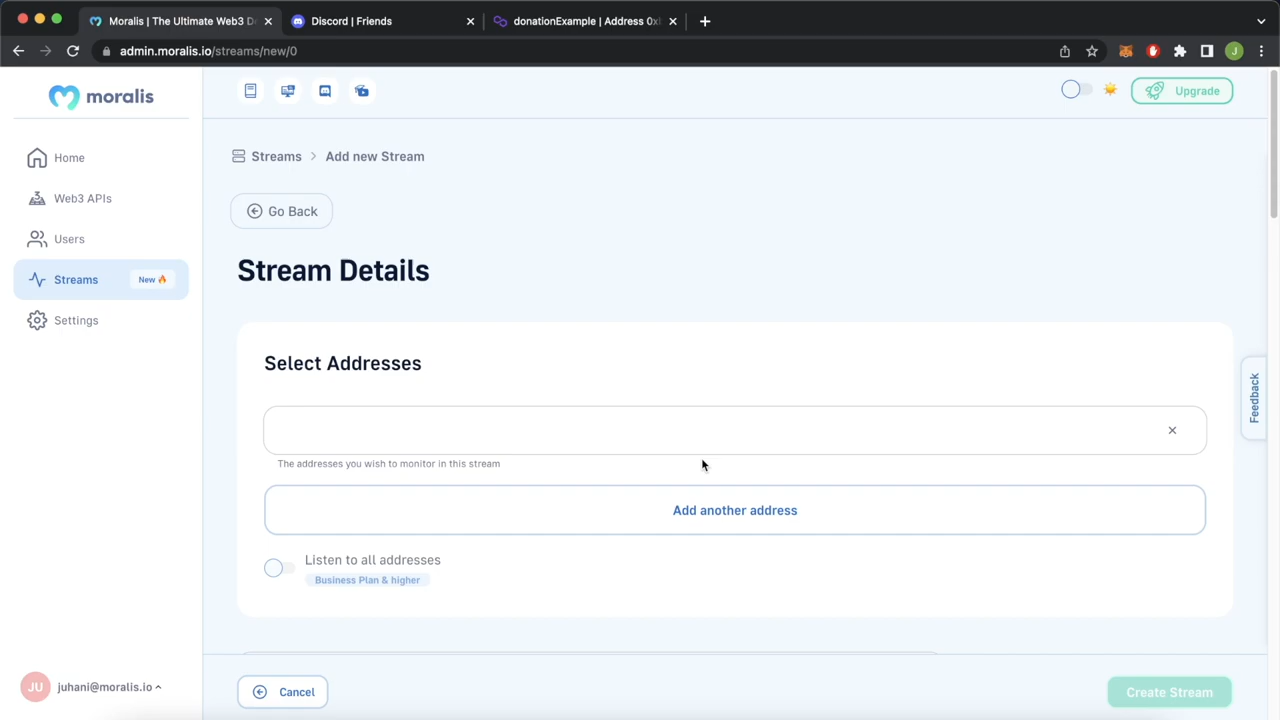 Moralis | The Ultimate Web3 D
Discord | Friends
donationExample | Address 0x
admin.moralis.io/streams/new/0
J
moralis
Upgrade
Home
Web3 APIs
Users
Streams
New 🔥
Settings
Streams > Add new Stream
Go Back
Stream Details
Select Addresses
The addresses you wish to monitor in this stream
Add another address
Listen to all addresses
Business Plan & higher
Feedback
JU
juhani@moralis.io
Cancel
Create Stream